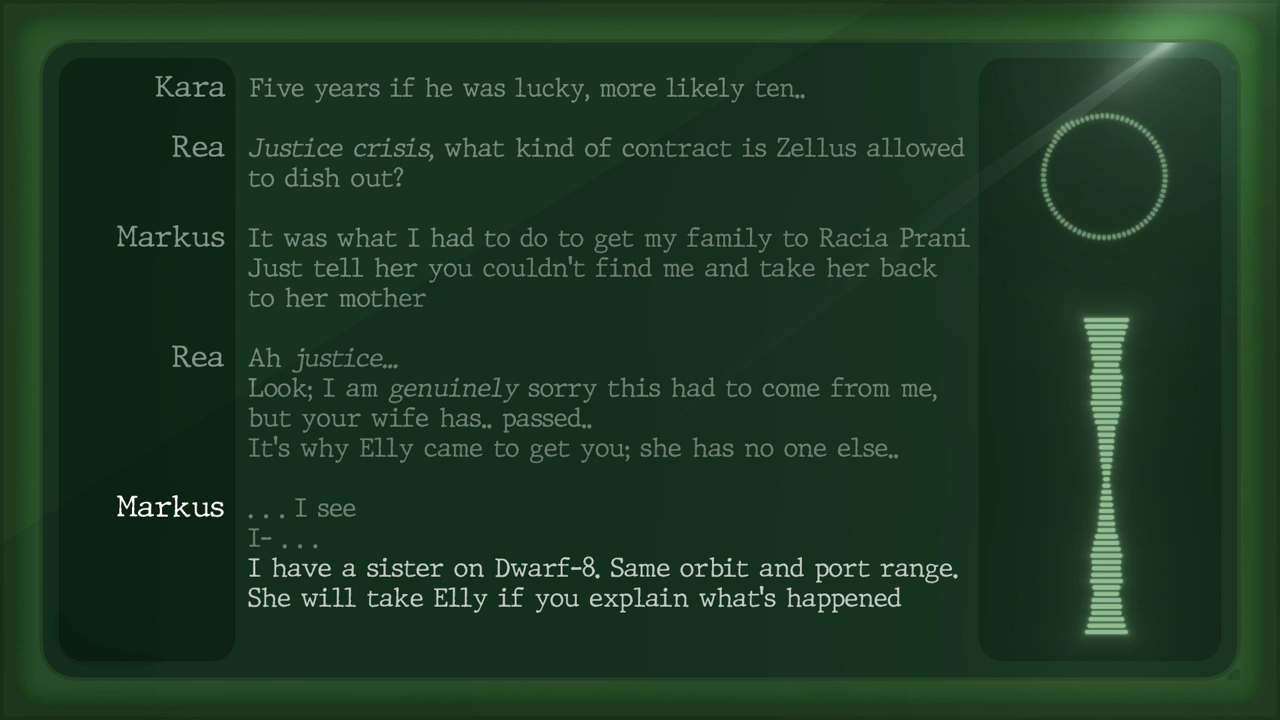 Kara Five years if he was lucky, more likely ten..
Rea Justice crisis, what kind of contract is Zellus allowed
to dish out?
Markus It was what I had to do to get my family to Racia Prani
Just tell her you couldn't find me and take her back
to her mother
Rea Ah justice...
Look; I am genuinely sorry this had to come from me,
but your wife has.. passed..
It's why Elly came to get you; she has no one else..
Markus . . . I see
I- . . .
I have a sister on Dwarf-8. Same orbit and port range.
She will take Elly if you explain what's happened